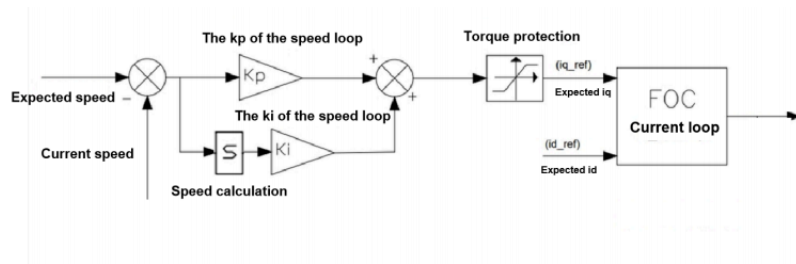 The kp of the speed loop
Torque protection
+
Kp
(iq_ref)
Expected speed
−
+
Expected iq
FOC
The ki of the speed loop
Current loop
Current speed
S
Ki
(id_ref)
Expected id
Speed calculation